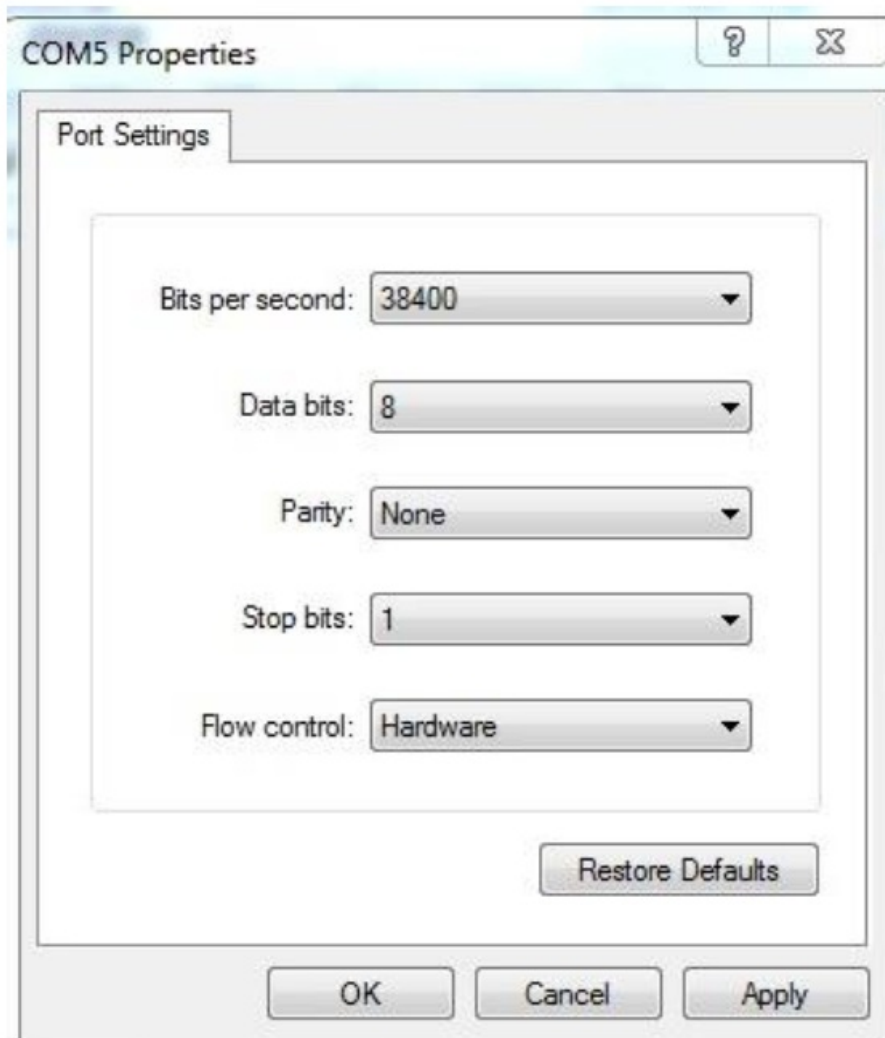 COM5 Properties
Port Settings
Bits per second: 38400
Data bits: 8
Parity: None
Stop bits: 1
Flow control: Hardware
Restore Defaults
OK Cancel Apply